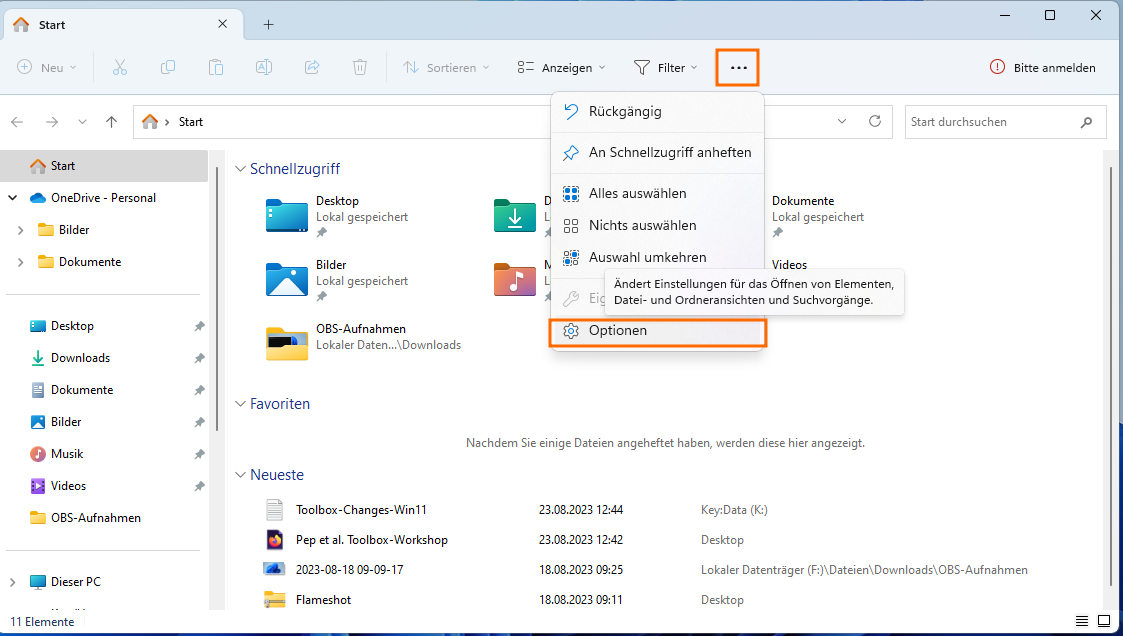 Start
Neu
Sortieren
Anzeigen
Filter
Bitte anmelden
Start
Start durchsuchen
Rückgängig
An Schnellzugriff anheften
Alles auswählen
Nichts auswählen
Auswahl umkehren
Ändert Einstellungen für das Öffnen von Elementen,
Datei- und Ordneransichten und Suchvorgänge.
Optionen
Start
OneDrive - Personal
Bilder
Dokumente
Desktop
Downloads
Dokumente
Bilder
Musik
Videos
OBS-Aufnahmen
Dieser PC
Schnellzugriff
Desktop
Lokal gespeichert
Dokumente
Lokal gespeichert
Bilder
Lokal gespeichert
Videos
OBS-Aufnahmen
Lokaler Daten...\Downloads
Favoriten
Nachdem Sie einige Dateien angeheftet haben, werden diese hier angezeigt.
Neueste
Toolbox-Changes-Win11 23.08.2023 12:44 Key:Data (K:)
Pep et al. Toolbox-Workshop 23.08.2023 12:42 Desktop
2023-08-18 09-09-17 18.08.2023 09:25 Lokaler Datenträger (F:)\Dateien\Downloads\OBS-Aufnahmen
Flameshot 18.08.2023 09:11 Desktop
11 Elemente